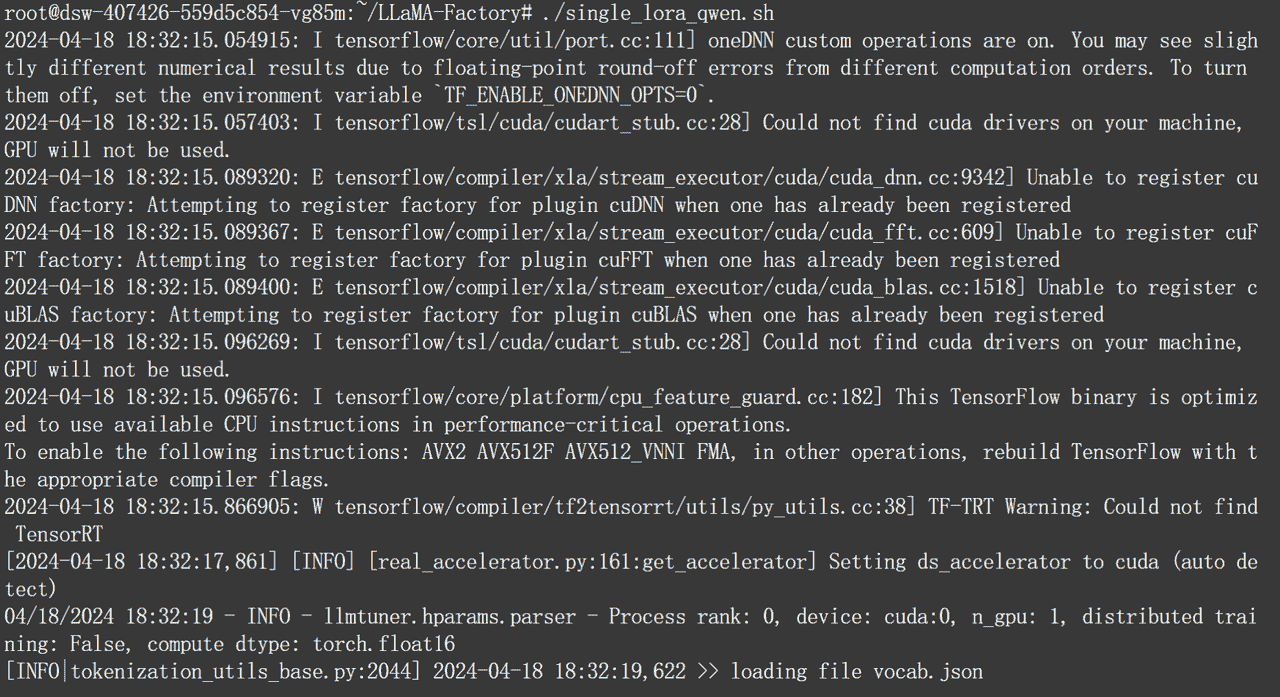 root@dsw-407426-559d5c854-vg85m:~/LLaMA-Factory# ./single_lora_qwen.sh
2024-04-18 18:32:15.054915: I tensorflow/core/util/port.cc:111] oneDNN custom operations are on. You may see sligh
tly different numerical results due to floating-point round-off errors from different computation orders. To turn
them off, set the environment variable `TF_ENABLE_ONEDNN_OPTS=0`.
2024-04-18 18:32:15.057403: I tensorflow/tsl/cuda/cudart_stub.cc:28] Could not find cuda drivers on your machine,
GPU will not be used.
2024-04-18 18:32:15.089320: E tensorflow/compiler/xla/stream_executor/cuda/cuda_dnn.cc:9342] Unable to register cu
DNN factory: Attempting to register factory for plugin cuDNN when one has already been registered
2024-04-18 18:32:15.089367: E tensorflow/compiler/xla/stream_executor/cuda/cuda_fft.cc:609] Unable to register cuF
FT factory: Attempting to register factory for plugin cuFFT when one has already been registered
2024-04-18 18:32:15.089400: E tensorflow/compiler/xla/stream_executor/cuda/cuda_blas.cc:1518] Unable to register c
uBLAS factory: Attempting to register factory for plugin cuBLAS when one has already been registered
2024-04-18 18:32:15.096269: I tensorflow/tsl/cuda/cudart_stub.cc:28] Could not find cuda drivers on your machine,
GPU will not be used.
2024-04-18 18:32:15.096576: I tensorflow/core/platform/cpu_feature_guard.cc:182] This TensorFlow binary is optimiz
ed to use available CPU instructions in performance-critical operations.
To enable the following instructions: AVX2 AVX512F AVX512_VNNI FMA, in other operations, rebuild TensorFlow with t
he appropriate compiler flags.
2024-04-18 18:32:15.866905: W tensorflow/compiler/tf2tensorrt/utils/py_utils.cc:38] TF-TRT Warning: Could not find
 TensorRT
[2024-04-18 18:32:17,861] [INFO] [real_accelerator.py:161:get_accelerator] Setting ds_accelerator to cuda (auto de
tect)
04/18/2024 18:32:19 - INFO - llmtuner.hparams.parser - Process rank: 0, device: cuda:0, n_gpu: 1, distributed trai
ning: False, compute dtype: torch.float16
[INFO|tokenization_utils_base.py:2044] 2024-04-18 18:32:19,622 >> loading file vocab.json